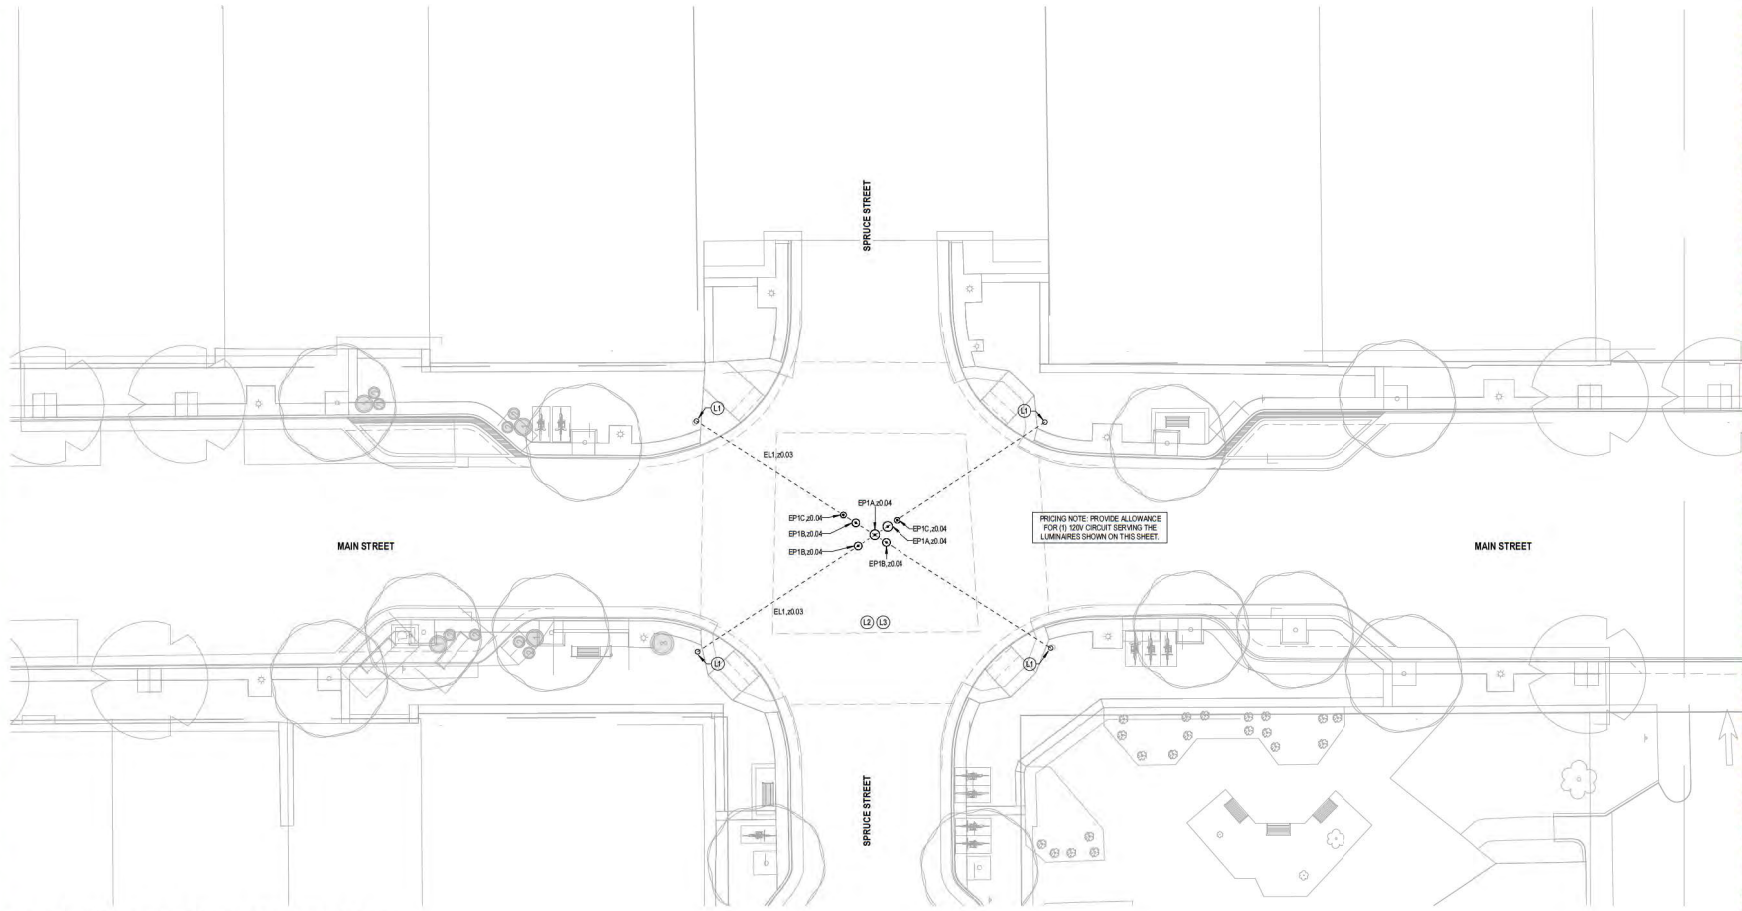 SPRUCE STREET
L1
L1
EL1,z0.03
EP1A,z0.04
EP1C,z0.04
EP1B,z0.04
EP1B,z0.04
EP1C,z0.04
EP1A,z0.04
EP1B,z0.04
PRICING NOTE: PROVIDE ALLOWANCE
FOR (1) 120V CIRCUIT SERVING THE
LUMINAIRES SHOWN ON THIS SHEET.
MAIN STREET
MAIN STREET
EL1,z0.03
L2 L3
L1
L1
SPRUCE STREET